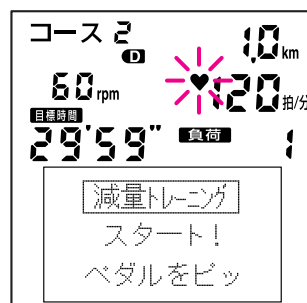 コース 2
D
1.0 km
60 rpm
♥120 拍/分
目標時間
29'59"
負荷
1
減量トレーニング
スタート!
ペダルをピッ